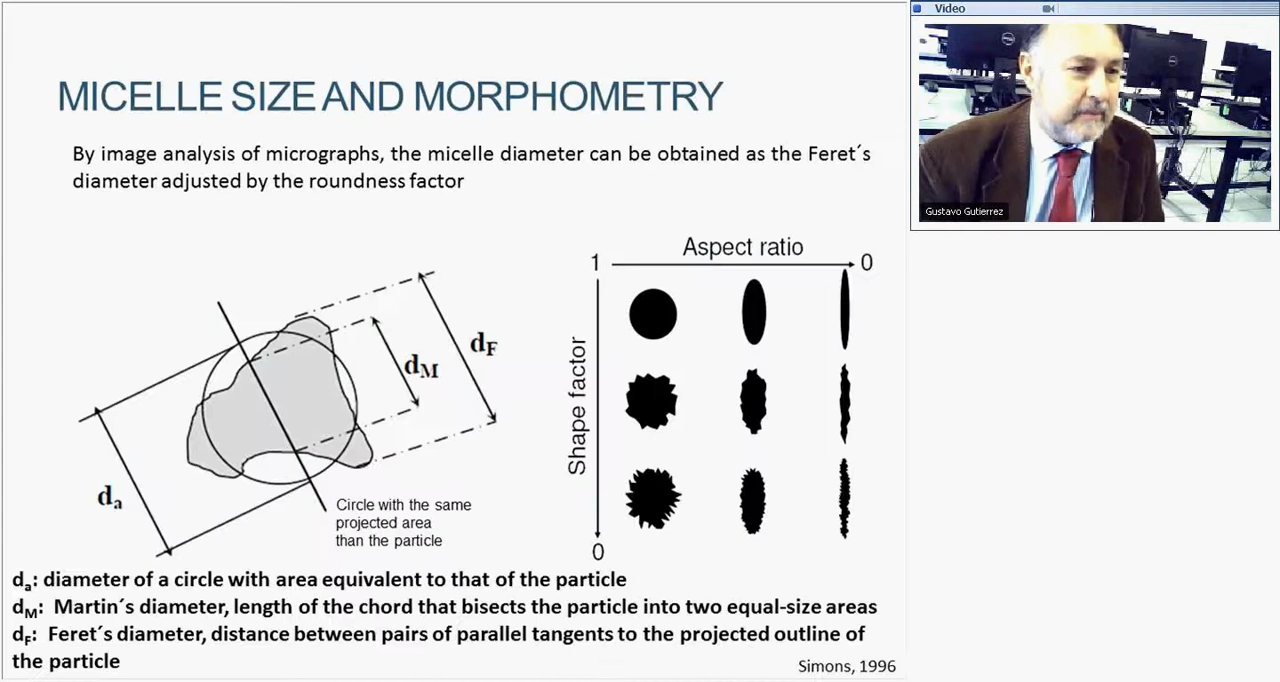 Video
MICELLE SIZE AND MORPHOMETRY
By image analysis of micrographs, the micelle diameter can be obtained as the Feret´s
diameter adjusted by the roundness factor
Gustavo Gutierrez
Aspect ratio
1
0
Shape factor
0
dF
dM
da
Circle with the same
projected area
than the particle
da: diameter of a circle with area equivalent to that of the particle
dM: Martin´s diameter, length of the chord that bisects the particle into two equal-size areas
dF: Feret´s diameter, distance between pairs of parallel tangents to the projected outline of
the particle
Simons, 1996